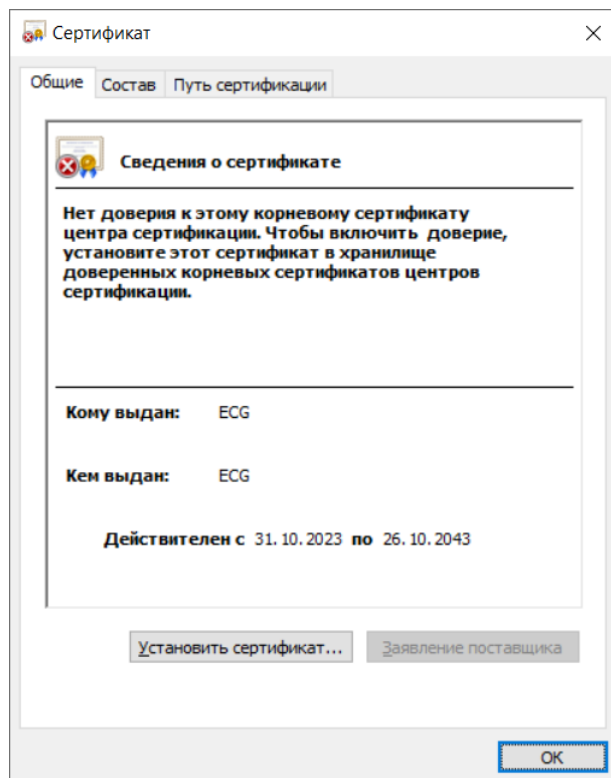 Сертификат
Общие Состав Путь сертификации
Сведения о сертификате
Нет доверия к этому корневому сертификату
центра сертификации. Чтобы включить доверие,
установите этот сертификат в хранилище
доверенных корневых сертификатов центров
сертификации.
Кому выдан: ECG
Кем выдан: ECG
Действителен с 31.10.2023 по 26.10.2043
Установить сертификат... Заявление поставщика
ОК